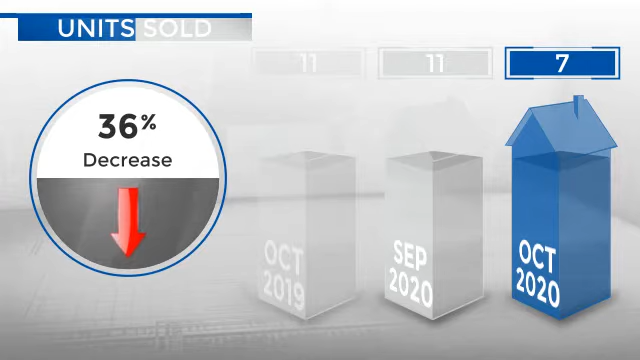 UNITS SOLD
11
11
7
36%
Decrease
OCT
2019
SEP
2020
OCT
2020